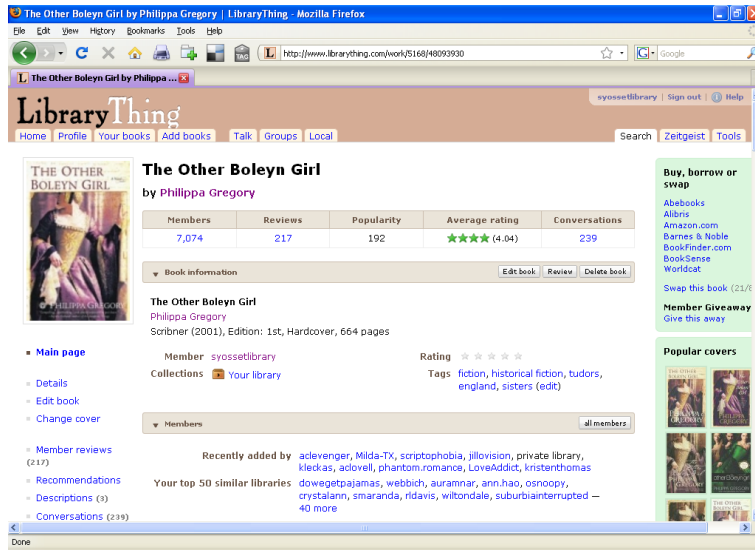 The Other Boleyn Girl by Philippa Gregory | LibraryThing - Mozilla Firefox
File Edit View History Bookmarks Tools Help
TAG L http://www.librarything.com/work/5168/48093930 G Google
L The Other Boleyn Girl by Philippa ...
syossetlibrary | Sign out | Help
LibraryThing
Home Profile Your books Add books Talk Groups Local Search Zeitgeist Tools
THE OTHER
BOLEYN GIRL
PHILIPPA GREGORY
The Other Boleyn Girl
by Philippa Gregory
Members Reviews Popularity Average rating Conversations
7,074 217 192 (4.04) 239
Book information Edit book Review Delete book
The Other Boleyn Girl
Philippa Gregory
Scribner (2001), Edition: 1st, Hardcover, 664 pages
Member syossetlibrary Rating
Collections Your library Tags fiction, historical fiction, tudors,
england, sisters (edit)
Members all members
Recently added by aclevenger, Milda-TX, scriptophobia, jillovision, private library,
kleckas, aclovell, phantom.romance, LoveAddict, kristenthomas
Your top 50 similar libraries dowegetpajamas, webbich, auramnar, ann.hao, osnoopy,
crystalann, smaranda, rldavis, wiltondale, suburbiainterrupted —
40 more
Main page
Details
Edit book
Change cover
Member reviews
(217)
Recommendations
Descriptions (3)
Conversations (239)
Buy, borrow or
swap
Abebooks
Alibris
Amazon.com
Barnes & Noble
BookFinder.com
BookSense
Worldcat
Swap this book (21/
Member Giveaway
Give this away
Popular covers
Done